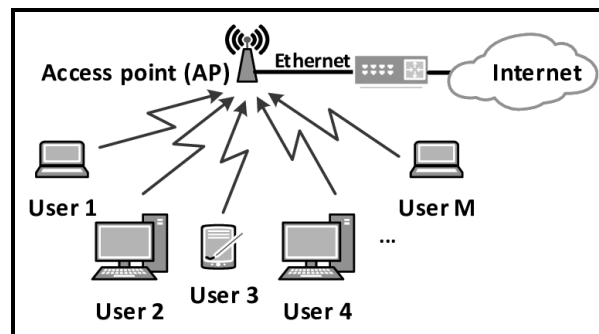 Ethernet
Access point (AP)
Internet
User 1
User M
...
User 2
User 3
User 4